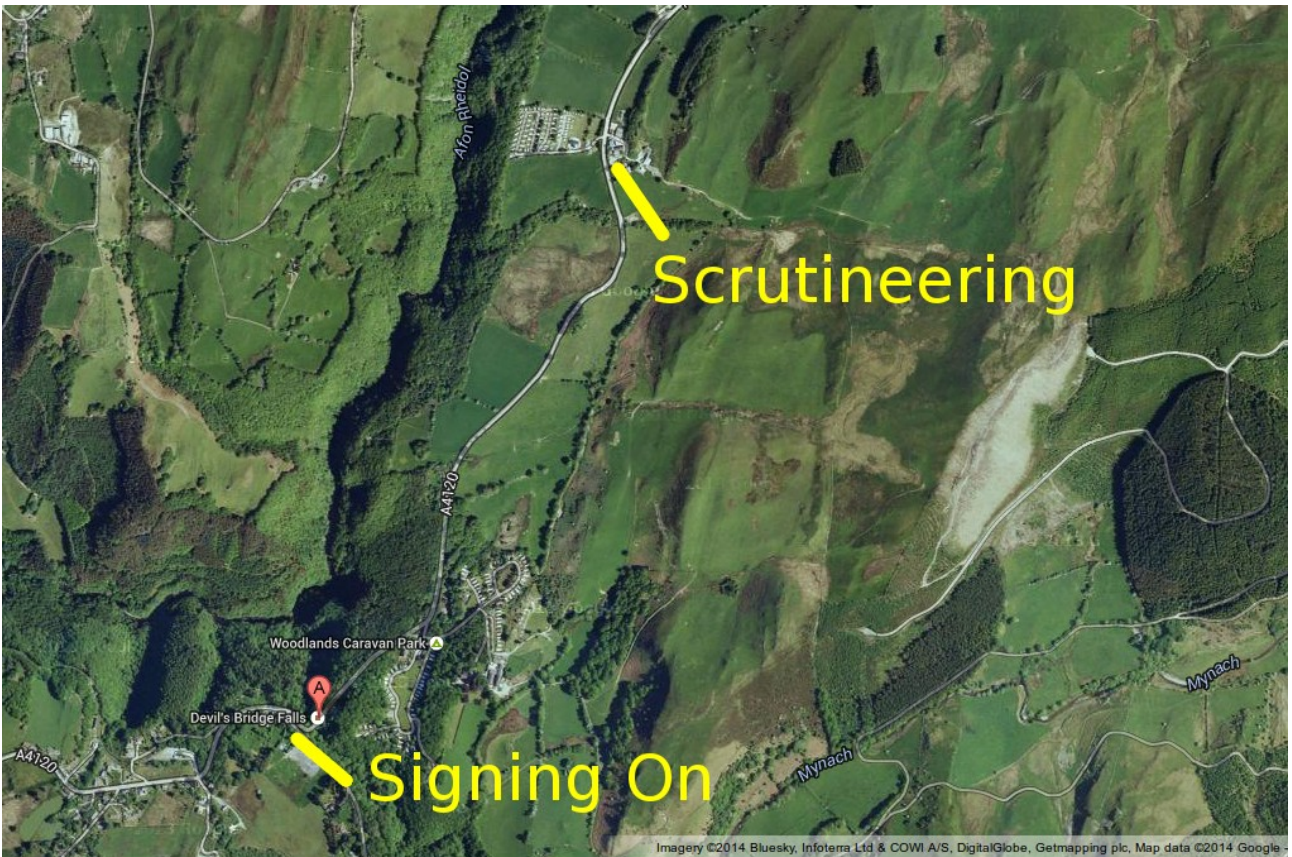 Afon Rheidol
Scrutineering
A4120
Woodlands Caravan Park
A
Devil's Bridge Falls
A4120
Signing On
Mynach
Mynach
Imagery ©2014 Bluesky, Infoterra Ltd & COWI A/S, DigitalGlobe, Getmapping plc, Map data ©2014 Google -